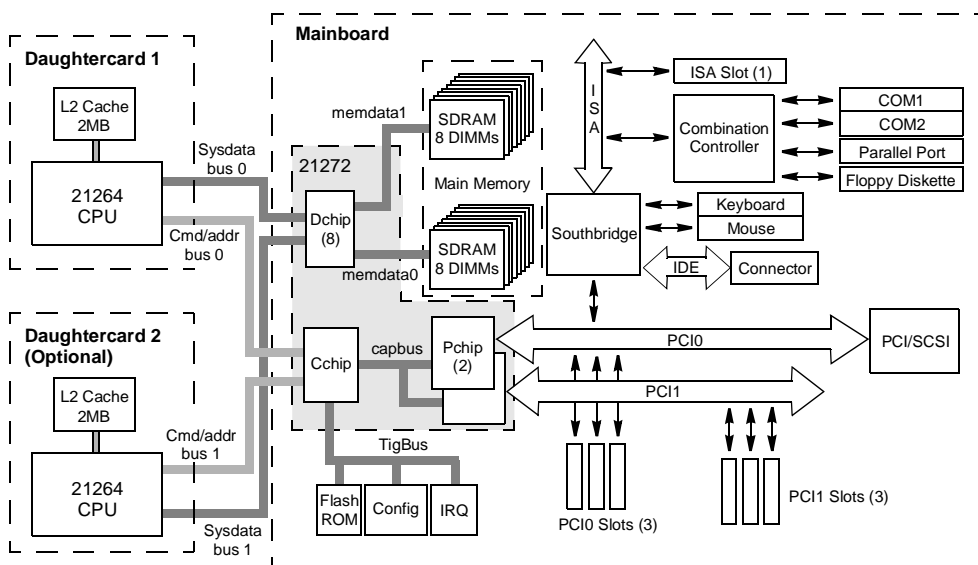 Mainboard
Daughtercard 1
L2 Cache
2MB
21264
CPU
Sysdata
bus 0
Cmd/addr
bus 0
Daughtercard 2
(Optional)
L2 Cache
2MB
21264
CPU
Cmd/addr
bus 1
Sysdata
bus 1
21272
Dchip
(8)
memdata1
memdata0
SDRAM
8 DIMMs
Main Memory
SDRAM
8 DIMMs
Cchip
capbus
Pchip
(2)
TigBus
Flash
ROM
Config
IRQ
ISA
ISA Slot (1)
Combination
Controller
COM1
COM2
Parallel Port
Floppy Diskette
Southbridge
Keyboard
Mouse
IDE
Connector
PCI0
PCI/SCSI
PCI1
PCI0 Slots (3)
PCI1 Slots (3)